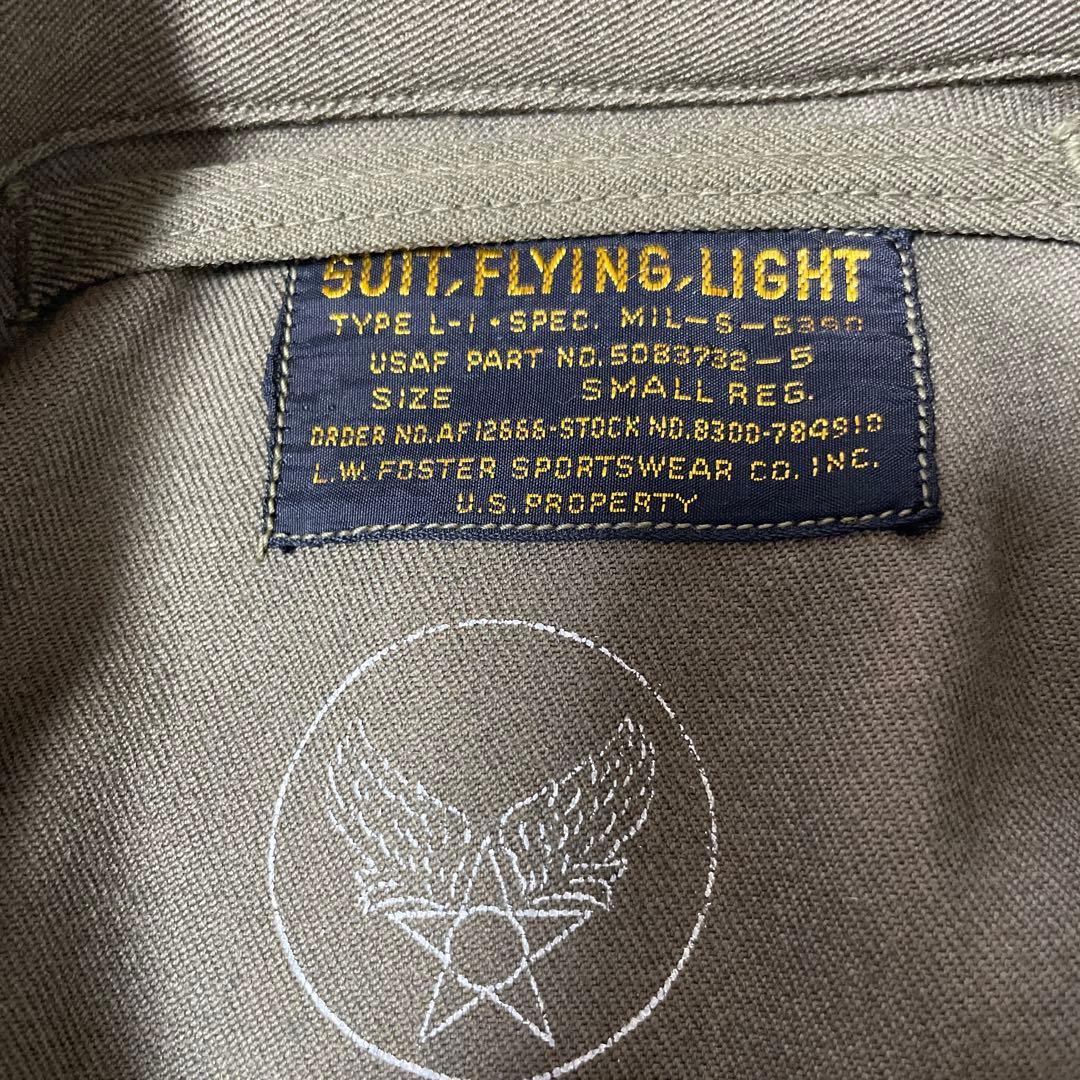 SUIT, FLYING, LIGHT
TYPE L-1 • SPEC. MIL-S-5390
USAF PART NO. 50B3732-5
SIZE SMALL REG.
ORDER NO. AF12666-STOCK NO. 8300-784910
L.W. FOSTER SPORTSWEAR CO. INC.
U.S. PROPERTY